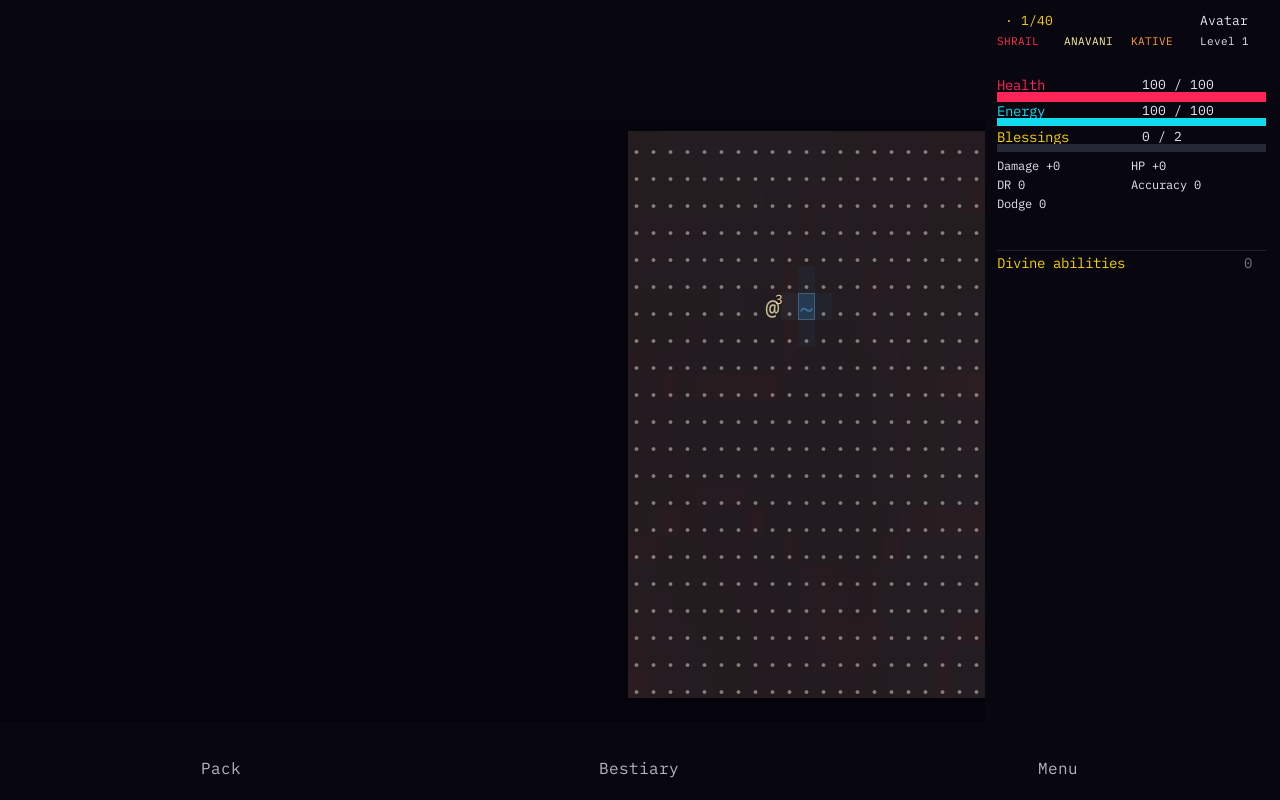 · 1/40 Avatar
SHRAIL ANAVANI KATIVE Level 1
Health 100 / 100
Energy 100 / 100
Blessings 0 / 2
Damage +0 HP +0
DR 0 Accuracy 0
Dodge 0
Divine abilities 0
@3 ~
Pack Bestiary Menu